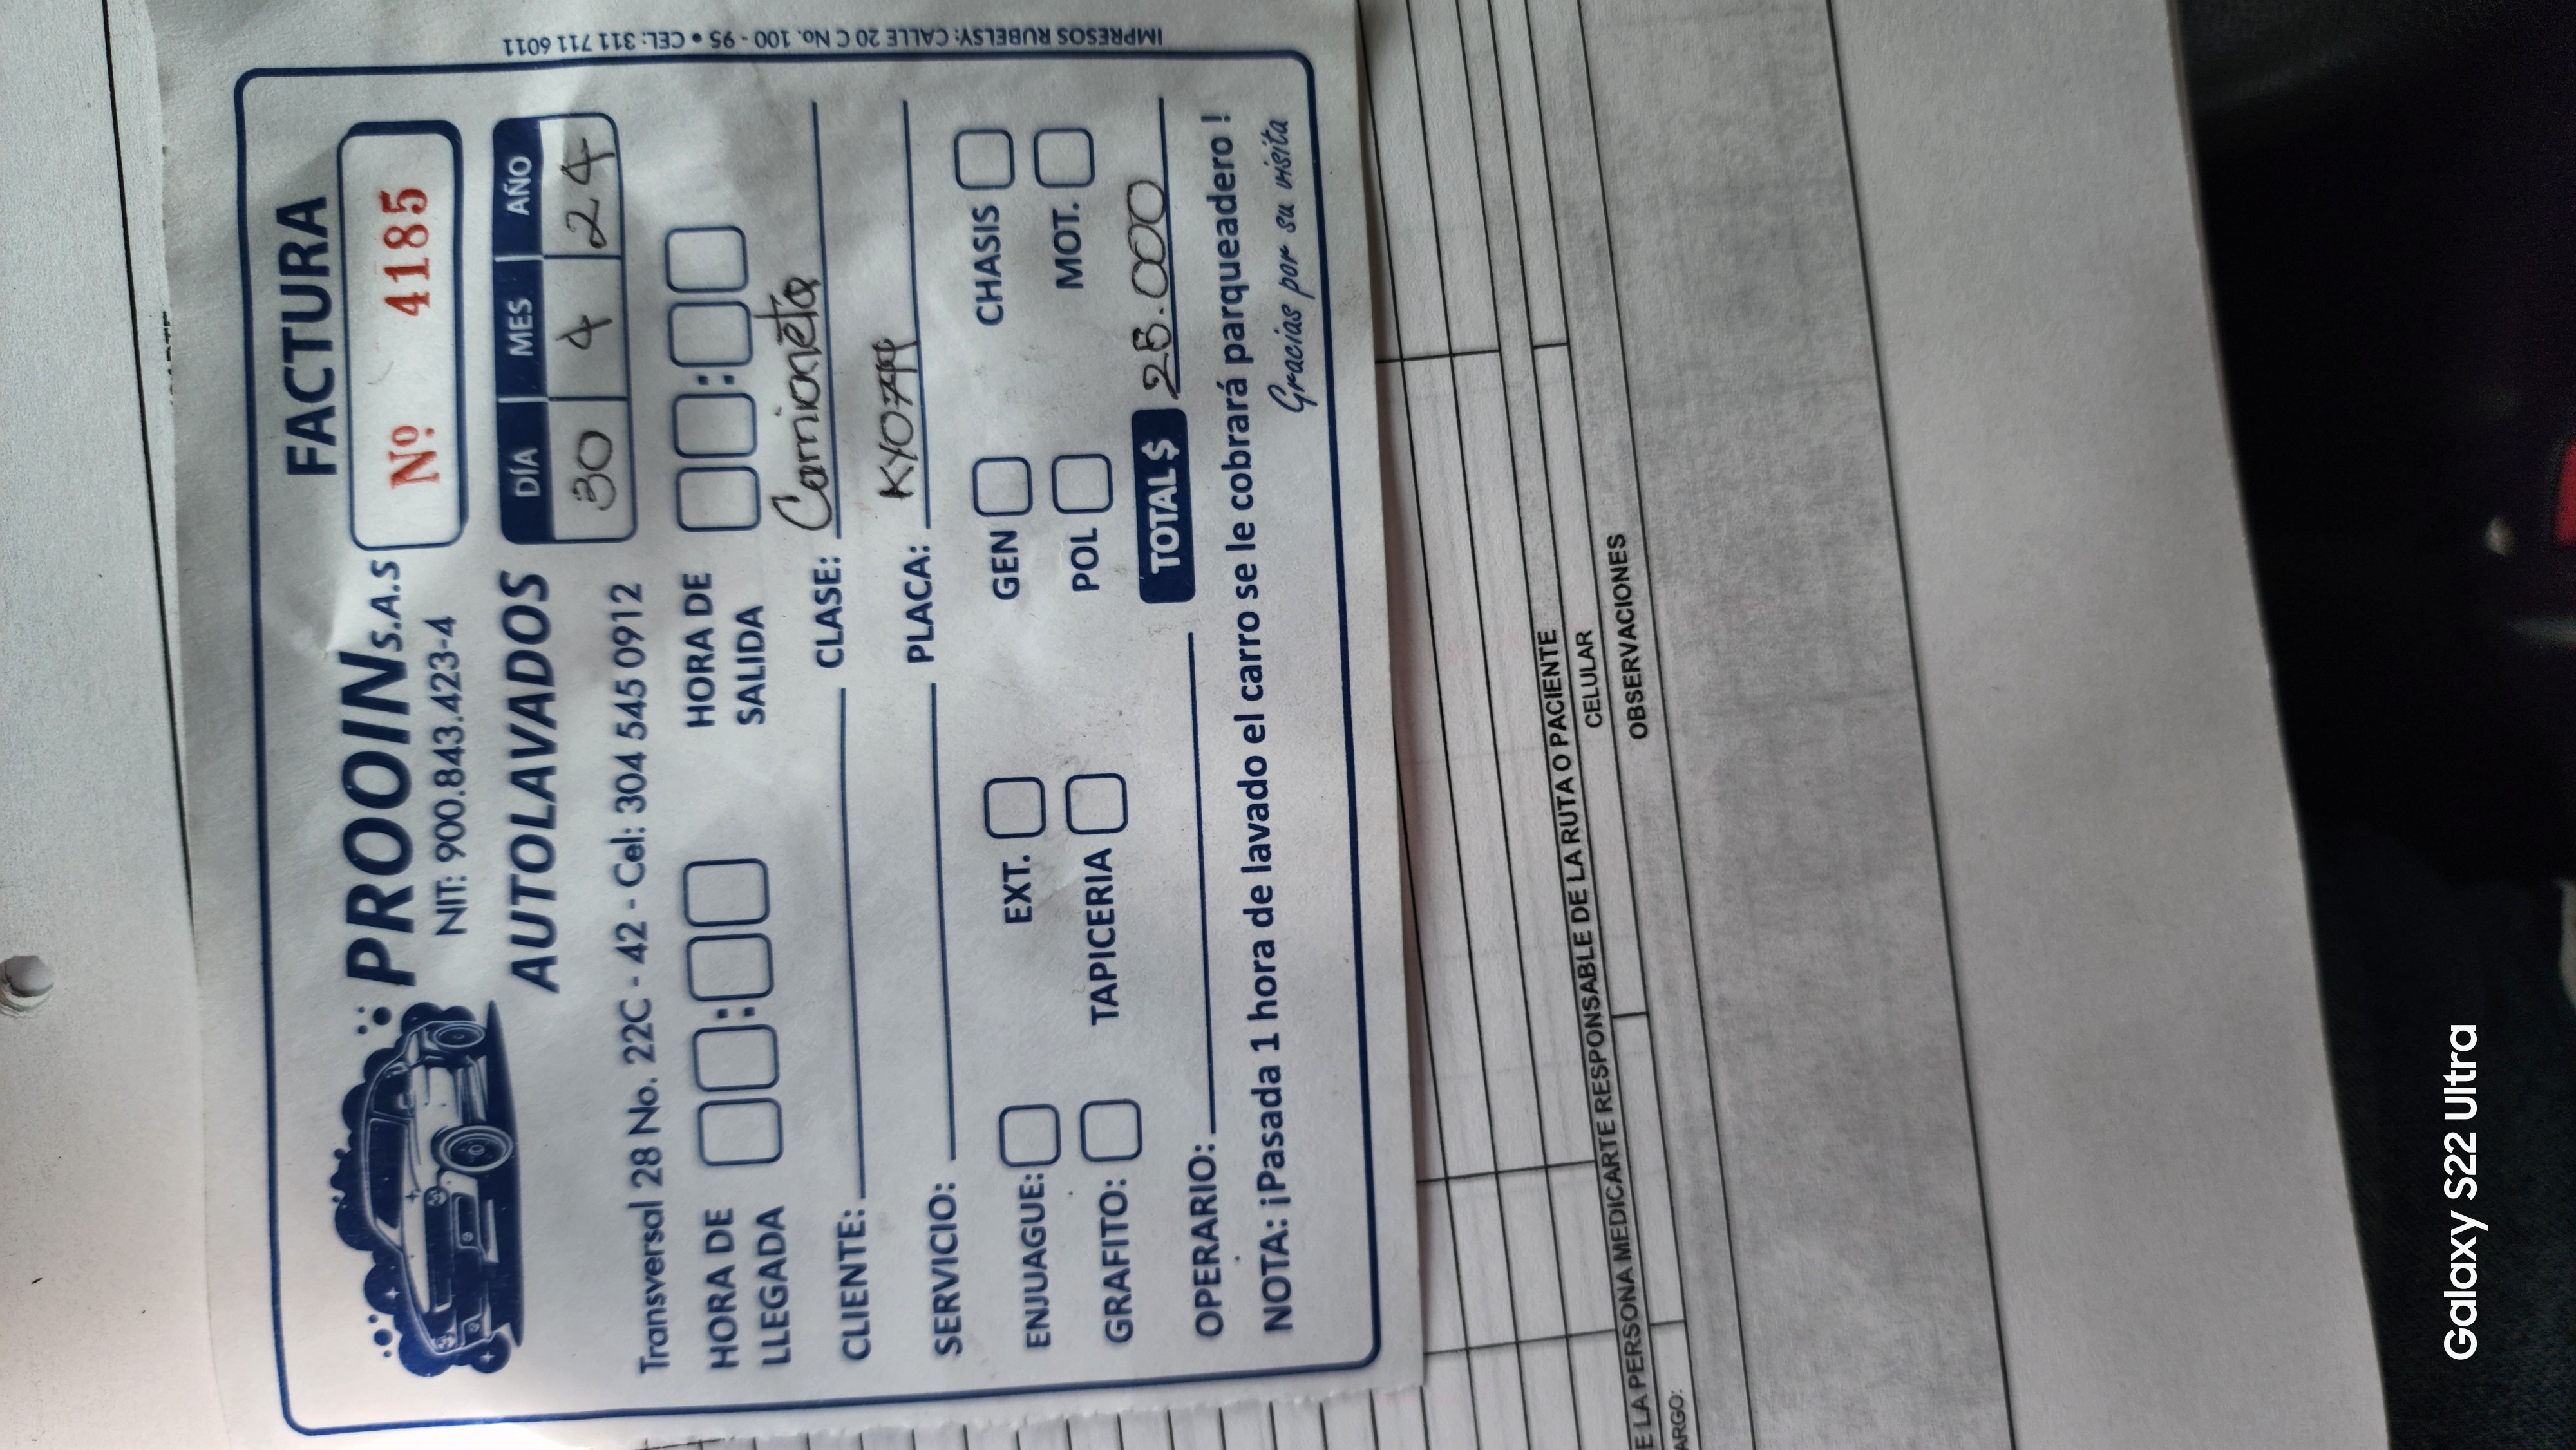 FACTURA
PROOIN S.A.S
NIT: 900.843.423-4
Nº 4185
AUTOLAVADOS
DÍA MES AÑO
30 4 24
Transversal 28 No. 22C - 42 - Cel: 304 545 0912
HORA DE LLEGADA : HORA DE SALIDA :
CLIENTE: CLASE: Camioneta
SERVICIO: PLACA:
ENJUAGUE: EXT. GEN CHASIS
GRAFITO: TAPICERIA POL MOT.
OPERARIO: TOTAL $
NOTA: ¡Pasada 1 hora de lavado el carro se le cobrará parqueadero !
Gracias por su visita
IMPRESOS RUBELSY: CALLE 20 C No. 100 - 95 • CEL: 311 711 6011
E LA PERSONA MEDICARTE RESPONSABLE DE LA RUTA O PACIENTE
ARGO: CELULAR
OBSERVACIONES
Galaxy S22 Ultra